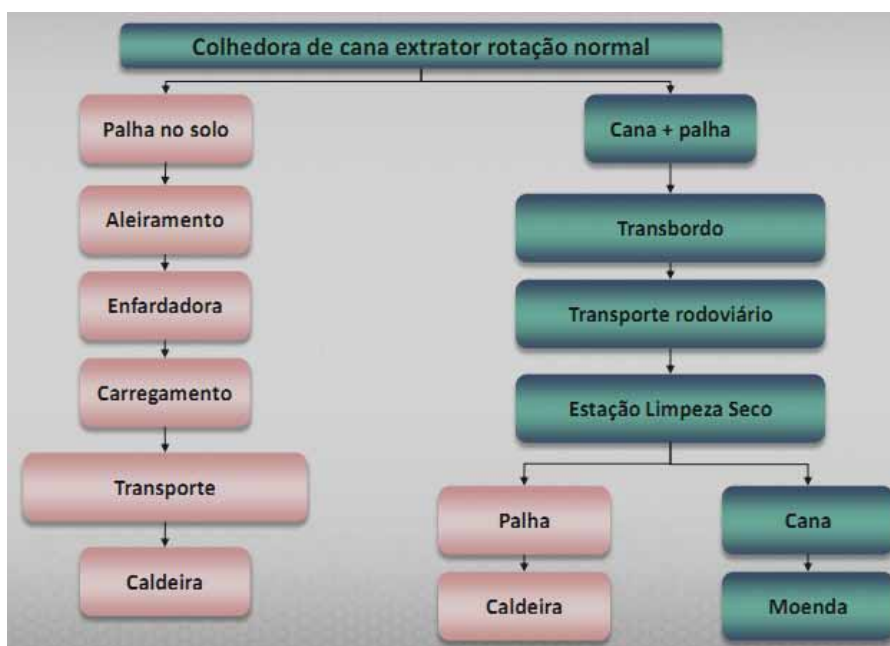 Colhedora de cana extrator rotação normal
Palha no solo
Aleiramento
Enfardadora
Carregamento
Transporte
Caldeira
Cana + palha
Transbordo
Transporte rodoviário
Estação Limpeza Seco
Palha
Caldeira
Cana
Moenda